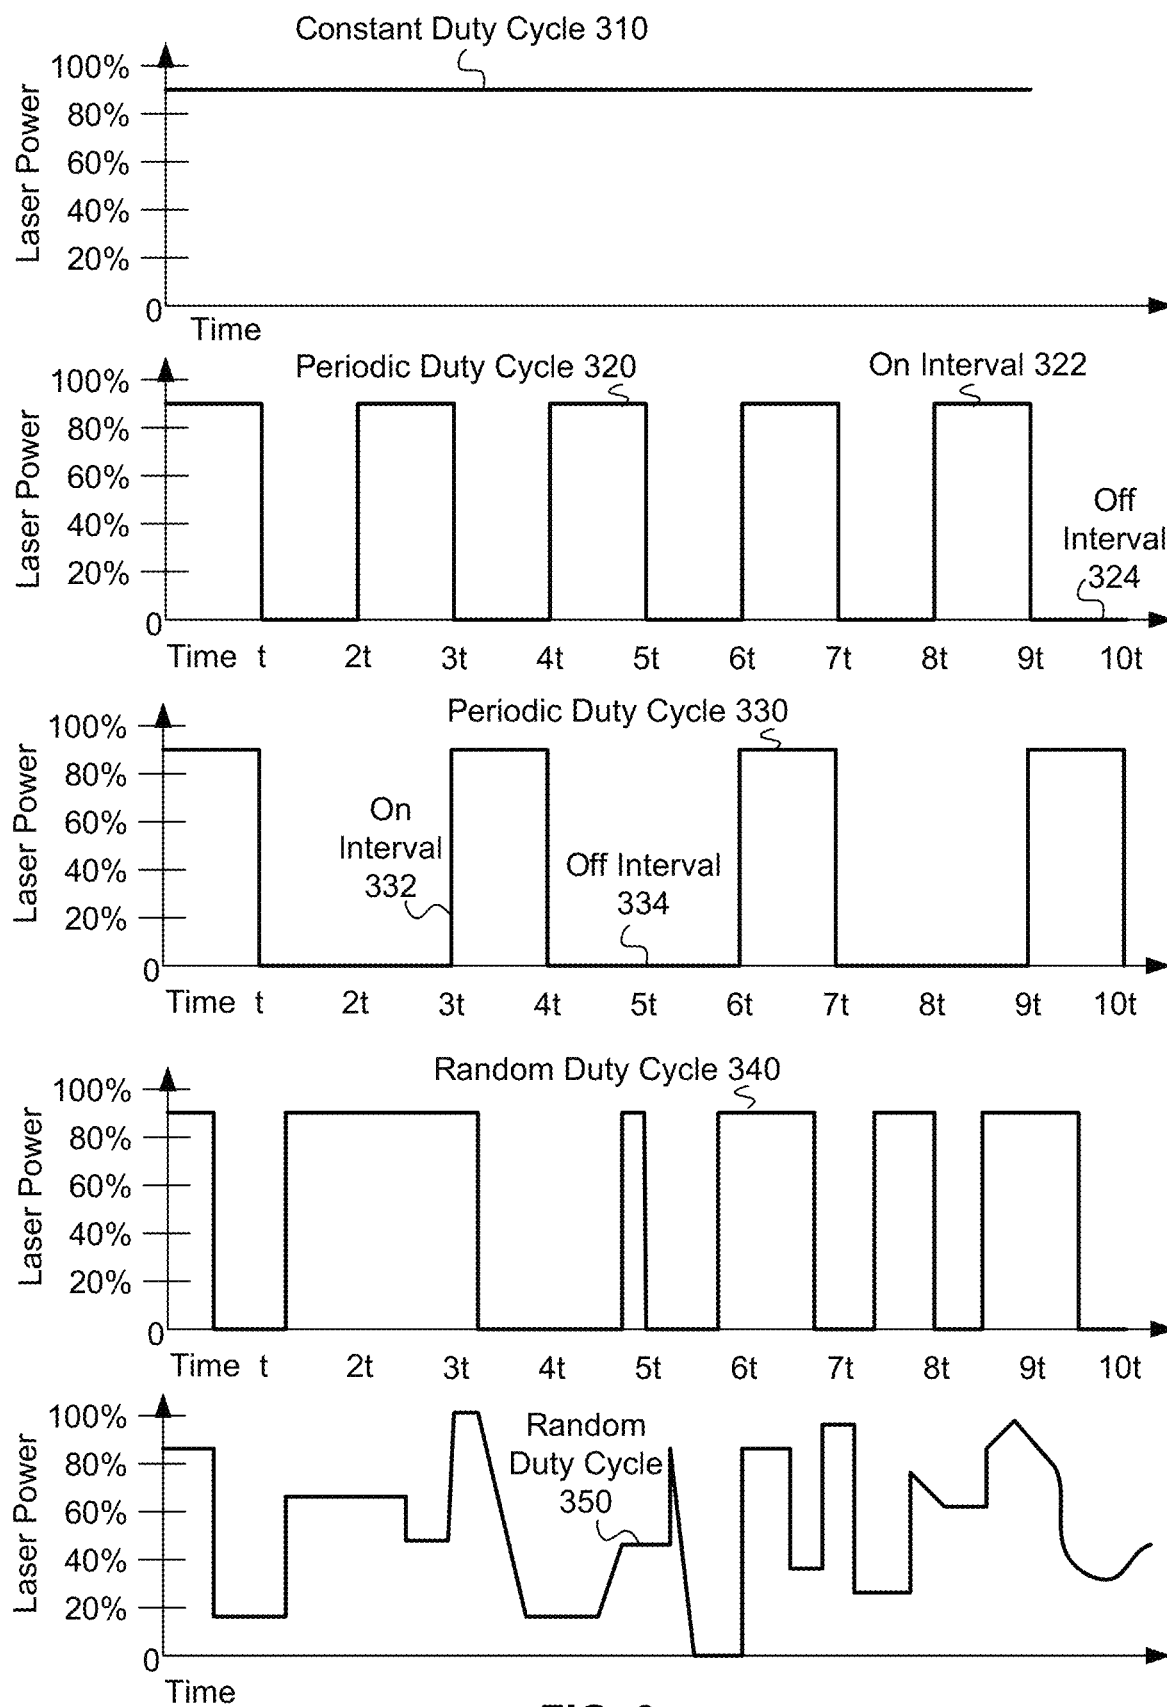 Constant Duty Cycle 310
100%
80%
60%
40%
20%
0
Laser Power
Time
Periodic Duty Cycle 320
On Interval 322
Off
Interval
324
100%
80%
60%
40%
20%
0
Laser Power
Time t 2t 3t 4t 5t 6t 7t 8t 9t 10t
Periodic Duty Cycle 330
On
Interval
332
Off Interval
334
100%
80%
60%
40%
20%
0
Laser Power
Time t 2t 3t 4t 5t 6t 7t 8t 9t 10t
Random Duty Cycle 340
100%
80%
60%
40%
20%
0
Laser Power
Time t 2t 3t 4t 5t 6t 7t 8t 9t 10t
Random
Duty Cycle
350
100%
80%
60%
40%
20%
0
Laser Power
Time